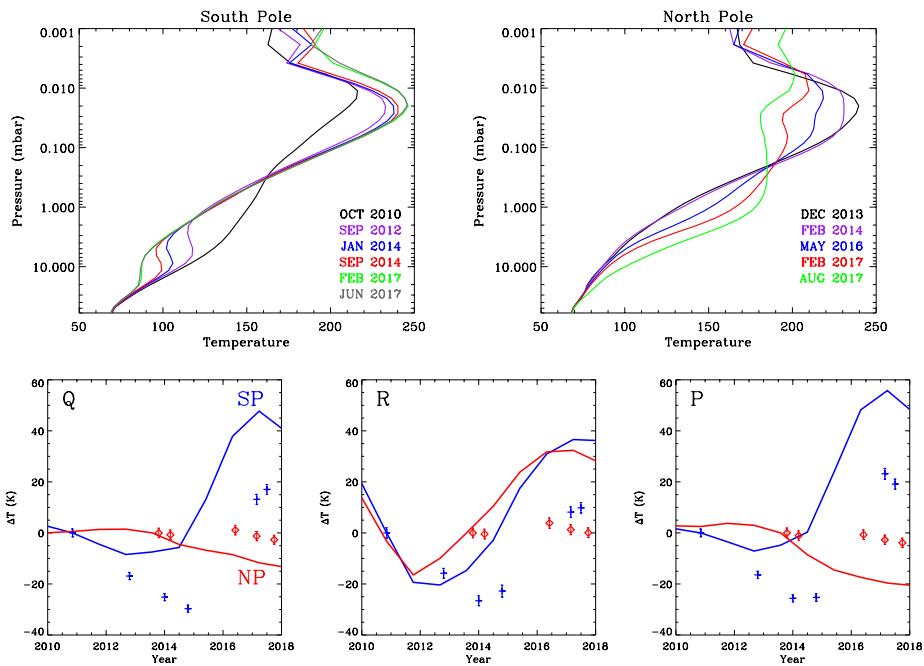 South Pole
0.001
0.010
0.100
1.000
10.000
Pressure (mbar)
OCT 2010
SEP 2012
JAN 2014
SEP 2014
FEB 2017
JUN 2017
50 100 150 200 250
Temperature
North Pole
0.001
0.010
0.100
1.000
10.000
Pressure (mbar)
DEC 2013
FEB 2014
MAY 2016
FEB 2017
AUG 2017
50 100 150 200 250
Temperature
Q
SP
NP
60
40
20
0
-20
-40
ΔT (K)
2010 2012 2014 2016 2018
Year
R
60
40
20
0
-20
-40
ΔT (K)
2010 2012 2014 2016 2018
Year
P
60
40
20
0
-20
-40
ΔT (K)
2010 2012 2014 2016 2018
Year